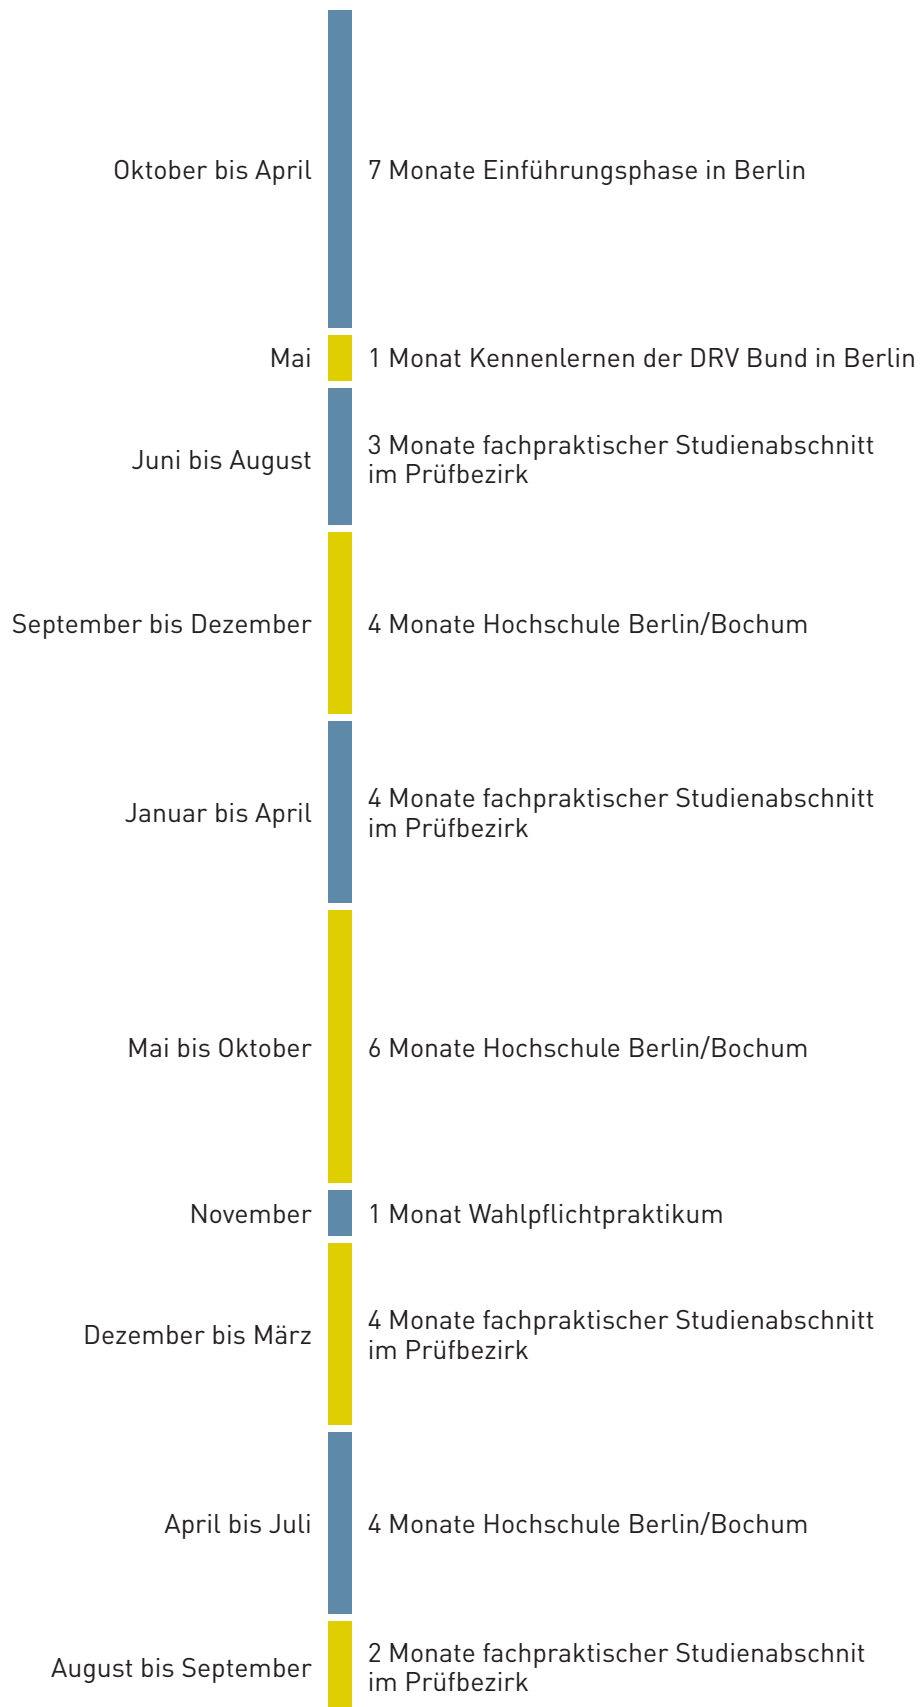 Oktober bis April
7 Monate Einführungsphase in Berlin
Mai
1 Monat Kennenlernen der DRV Bund in Berlin
Juni bis August
3 Monate fachpraktischer Studienabschnitt
im Prüfbezirk
September bis Dezember
4 Monate Hochschule Berlin/Bochum
Januar bis April
4 Monate fachpraktischer Studienabschnitt
im Prüfbezirk
Mai bis Oktober
6 Monate Hochschule Berlin/Bochum
November
1 Monat Wahlpflichtpraktikum
Dezember bis März
4 Monate fachpraktischer Studienabschnitt
im Prüfbezirk
April bis Juli
4 Monate Hochschule Berlin/Bochum
August bis September
2 Monate fachpraktischer Studienabschnit
im Prüfbezirk